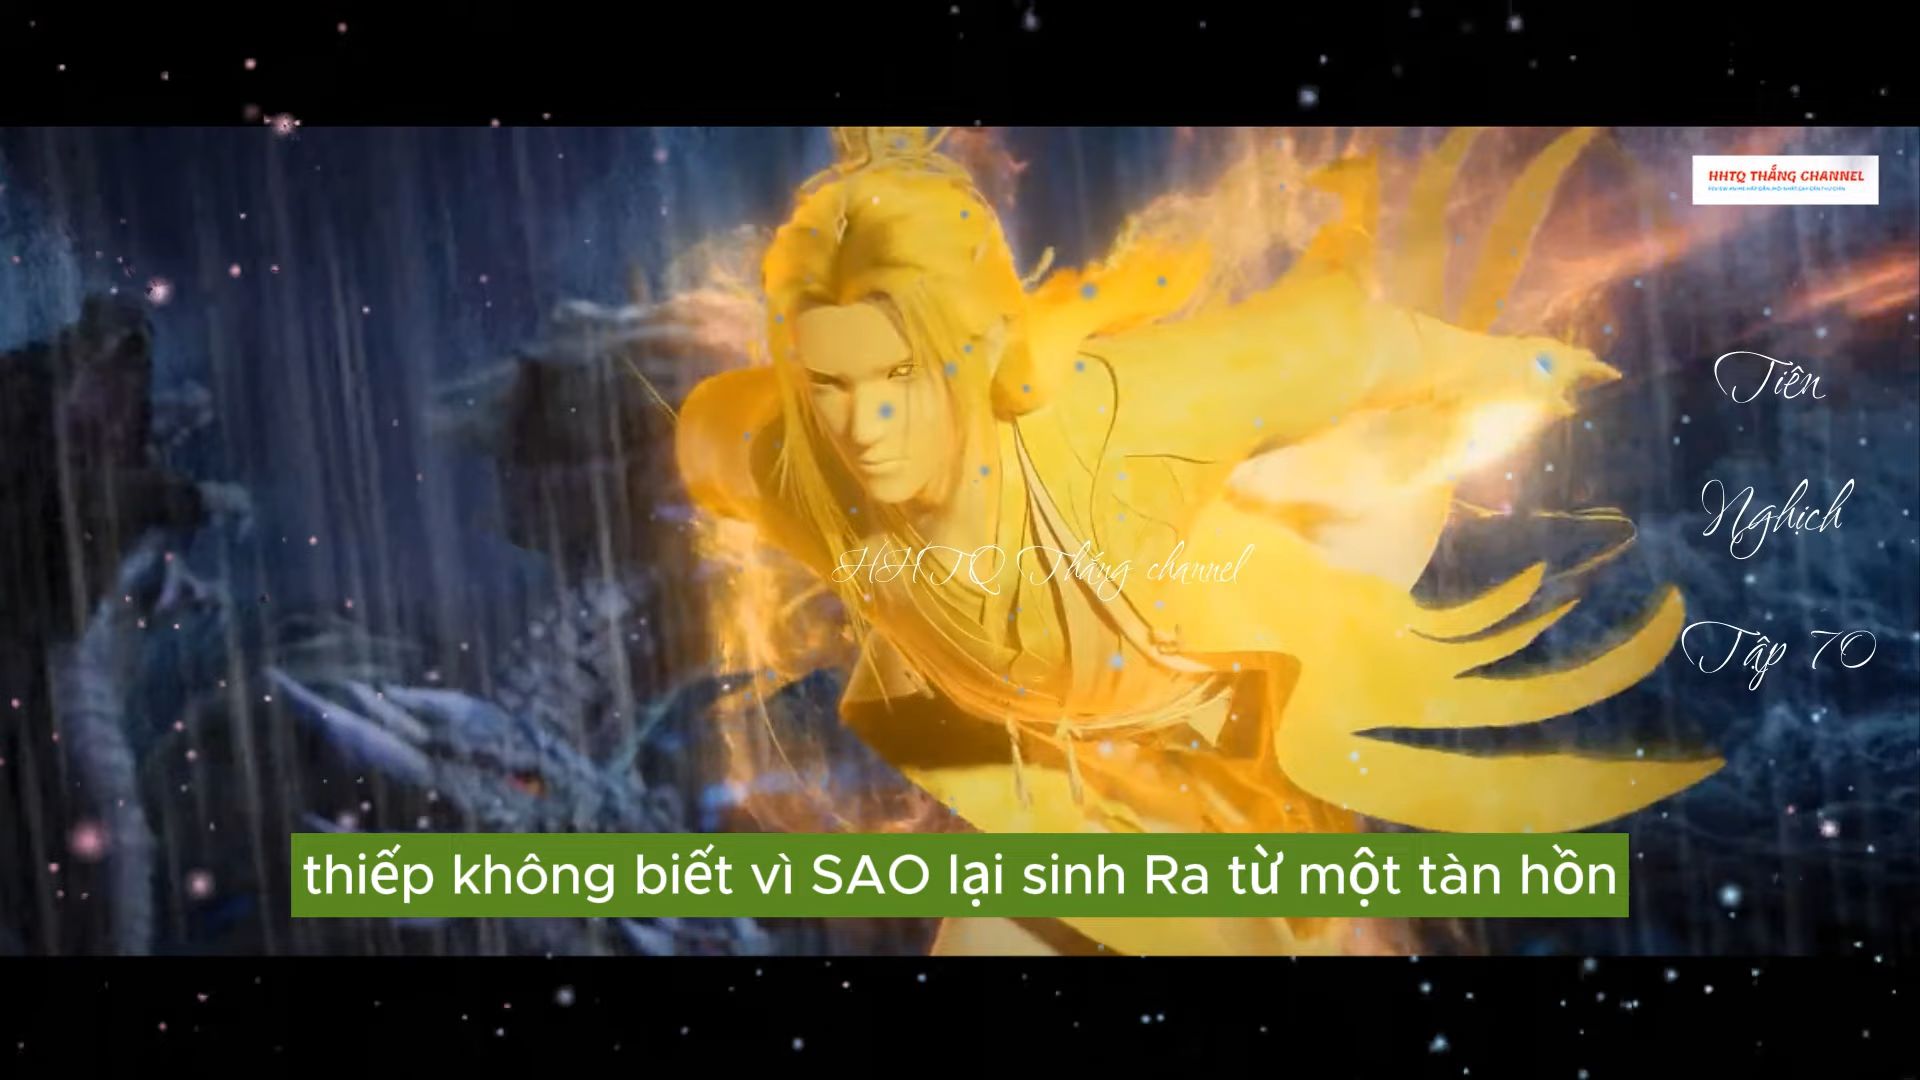 HHTQ THẮNG CHANNEL
Tiên
Nghịch
Tập 70
HHTQ Thắng channel
thiếp không biết vì SAO lại sinh Ra từ một tàn hồn